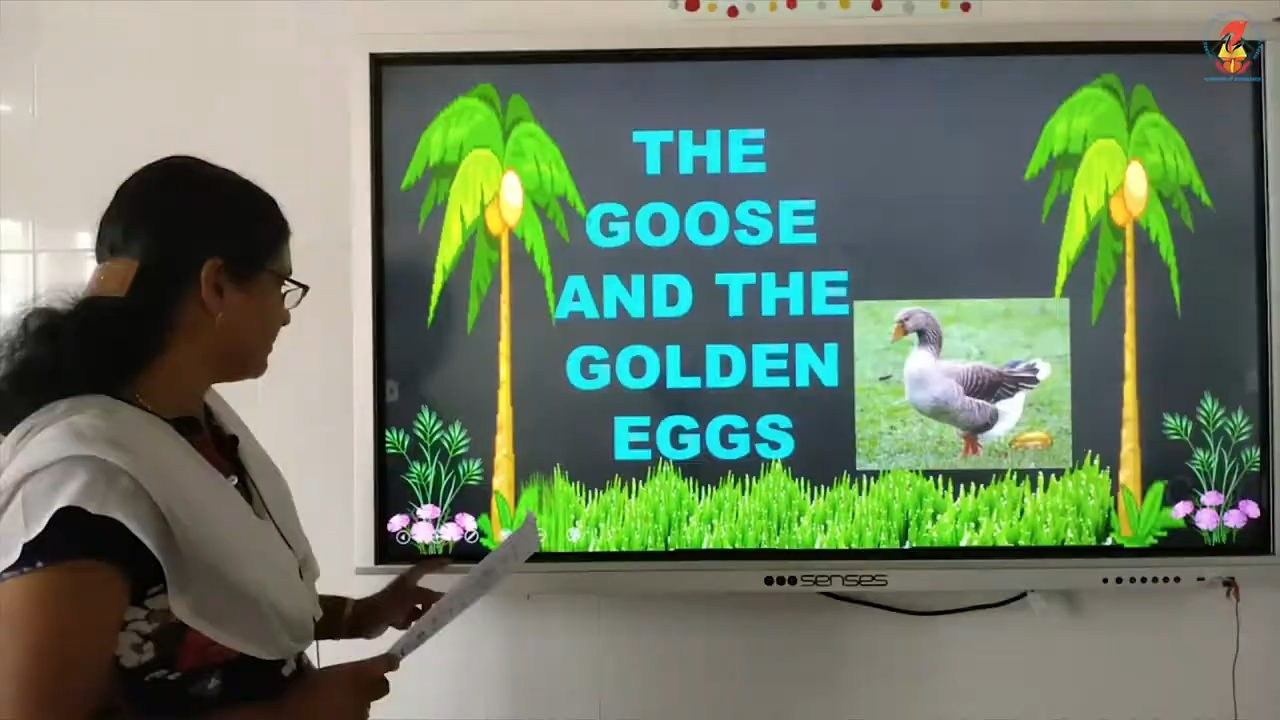 THE
GOOSE
AND THE
GOLDEN
EGGS
senses